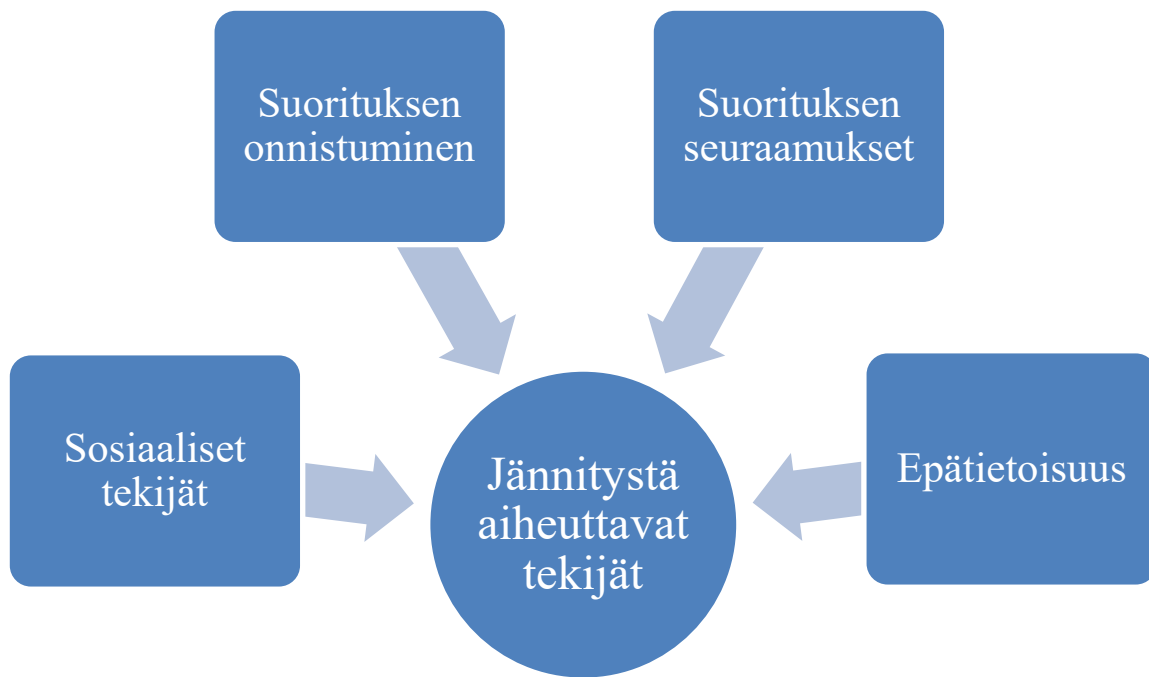 Suorituksen
onnistuminen
Suorituksen
seuraamukset
Sosiaaliset
tekijät
Jännitystä
aiheuttavat
tekijät
Epätietoisuus